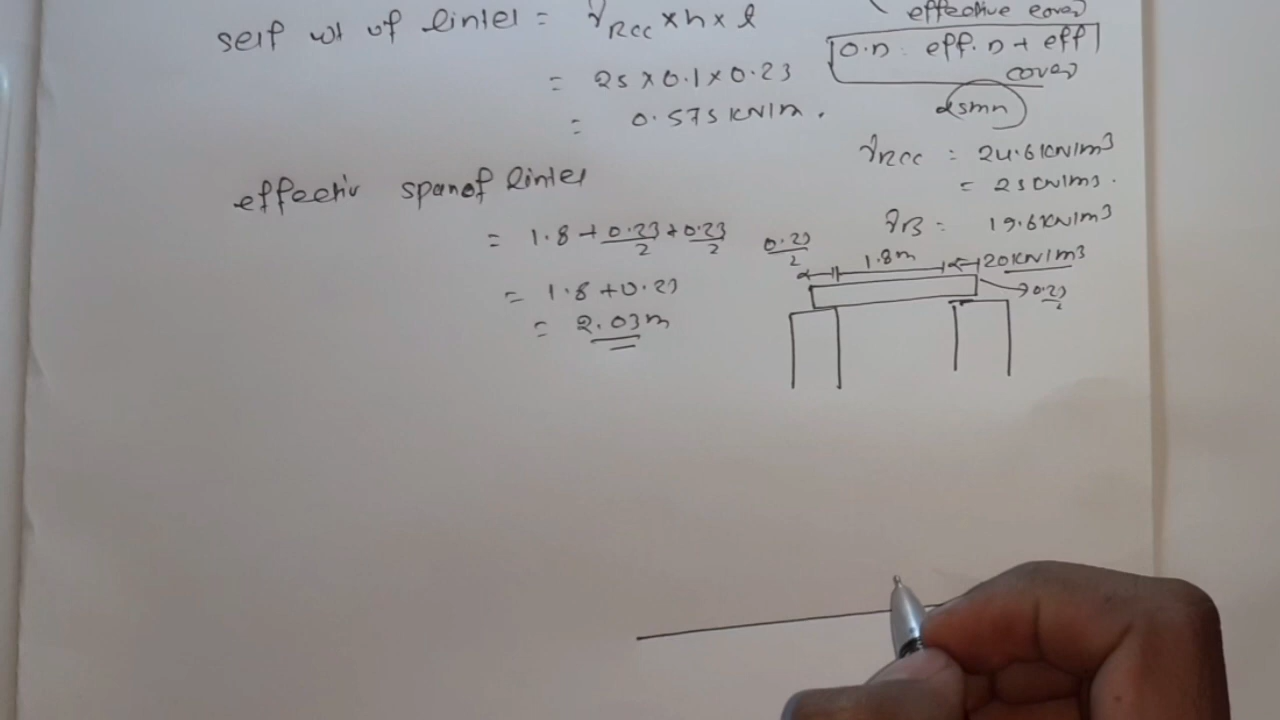 self wt of lintel = γRCC × h × l
= 25 × 0.1 × 0.23
= 0.575 KN/m.
effective cover
O.D = eff. D + eff
cover
25mm
γRCC = 24.6 KN/m3
= 25 KN/m3.
γB = 19.6 KN/m3
20 KN/m3
effectiv span of lintel
= 1.8 + 0.23/2 + 0.23/2
= 1.8 + 0.23
= 2.03m
0.23/2
1.8m
0.23/2